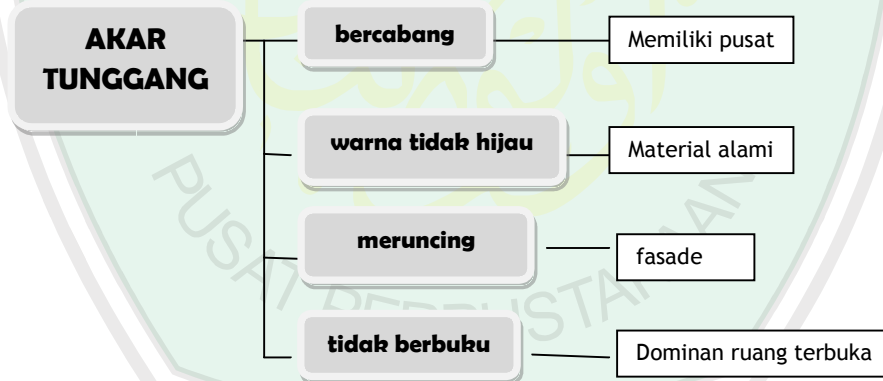 AKAR
TUNGGANG
bercabang
Memiliki pusat
warna tidak hijau
Material alami
meruncing
fasade
tidak berbuku
Dominan ruang terbuka